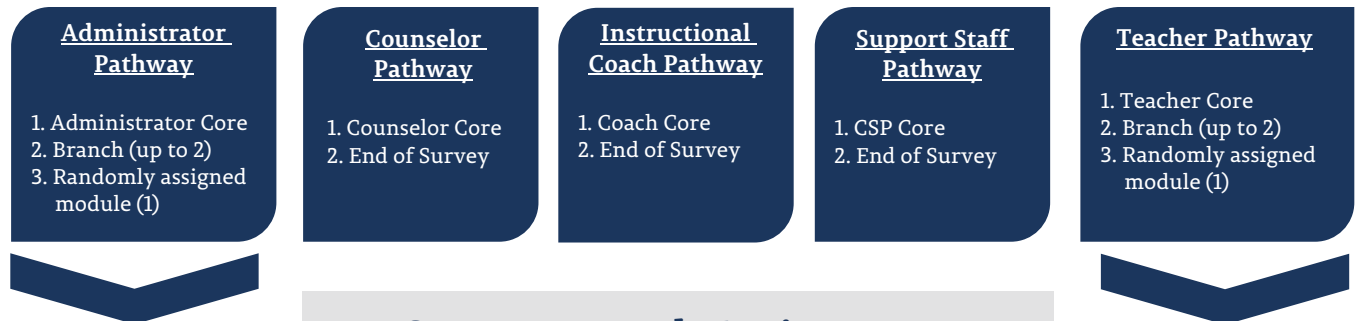 Administrator
Pathway
1. Administrator Core
2. Branch (up to 2)
3. Randomly assigned
module (1)
Counselor
Pathway
1. Counselor Core
2. End of Survey
Instructional
Coach Pathway
1. Coach Core
2. End of Survey
Support Staff
Pathway
1. CSP Core
2. End of Survey
Teacher Pathway
1. Teacher Core
2. Branch (up to 2)
3. Randomly assigned
module (1)